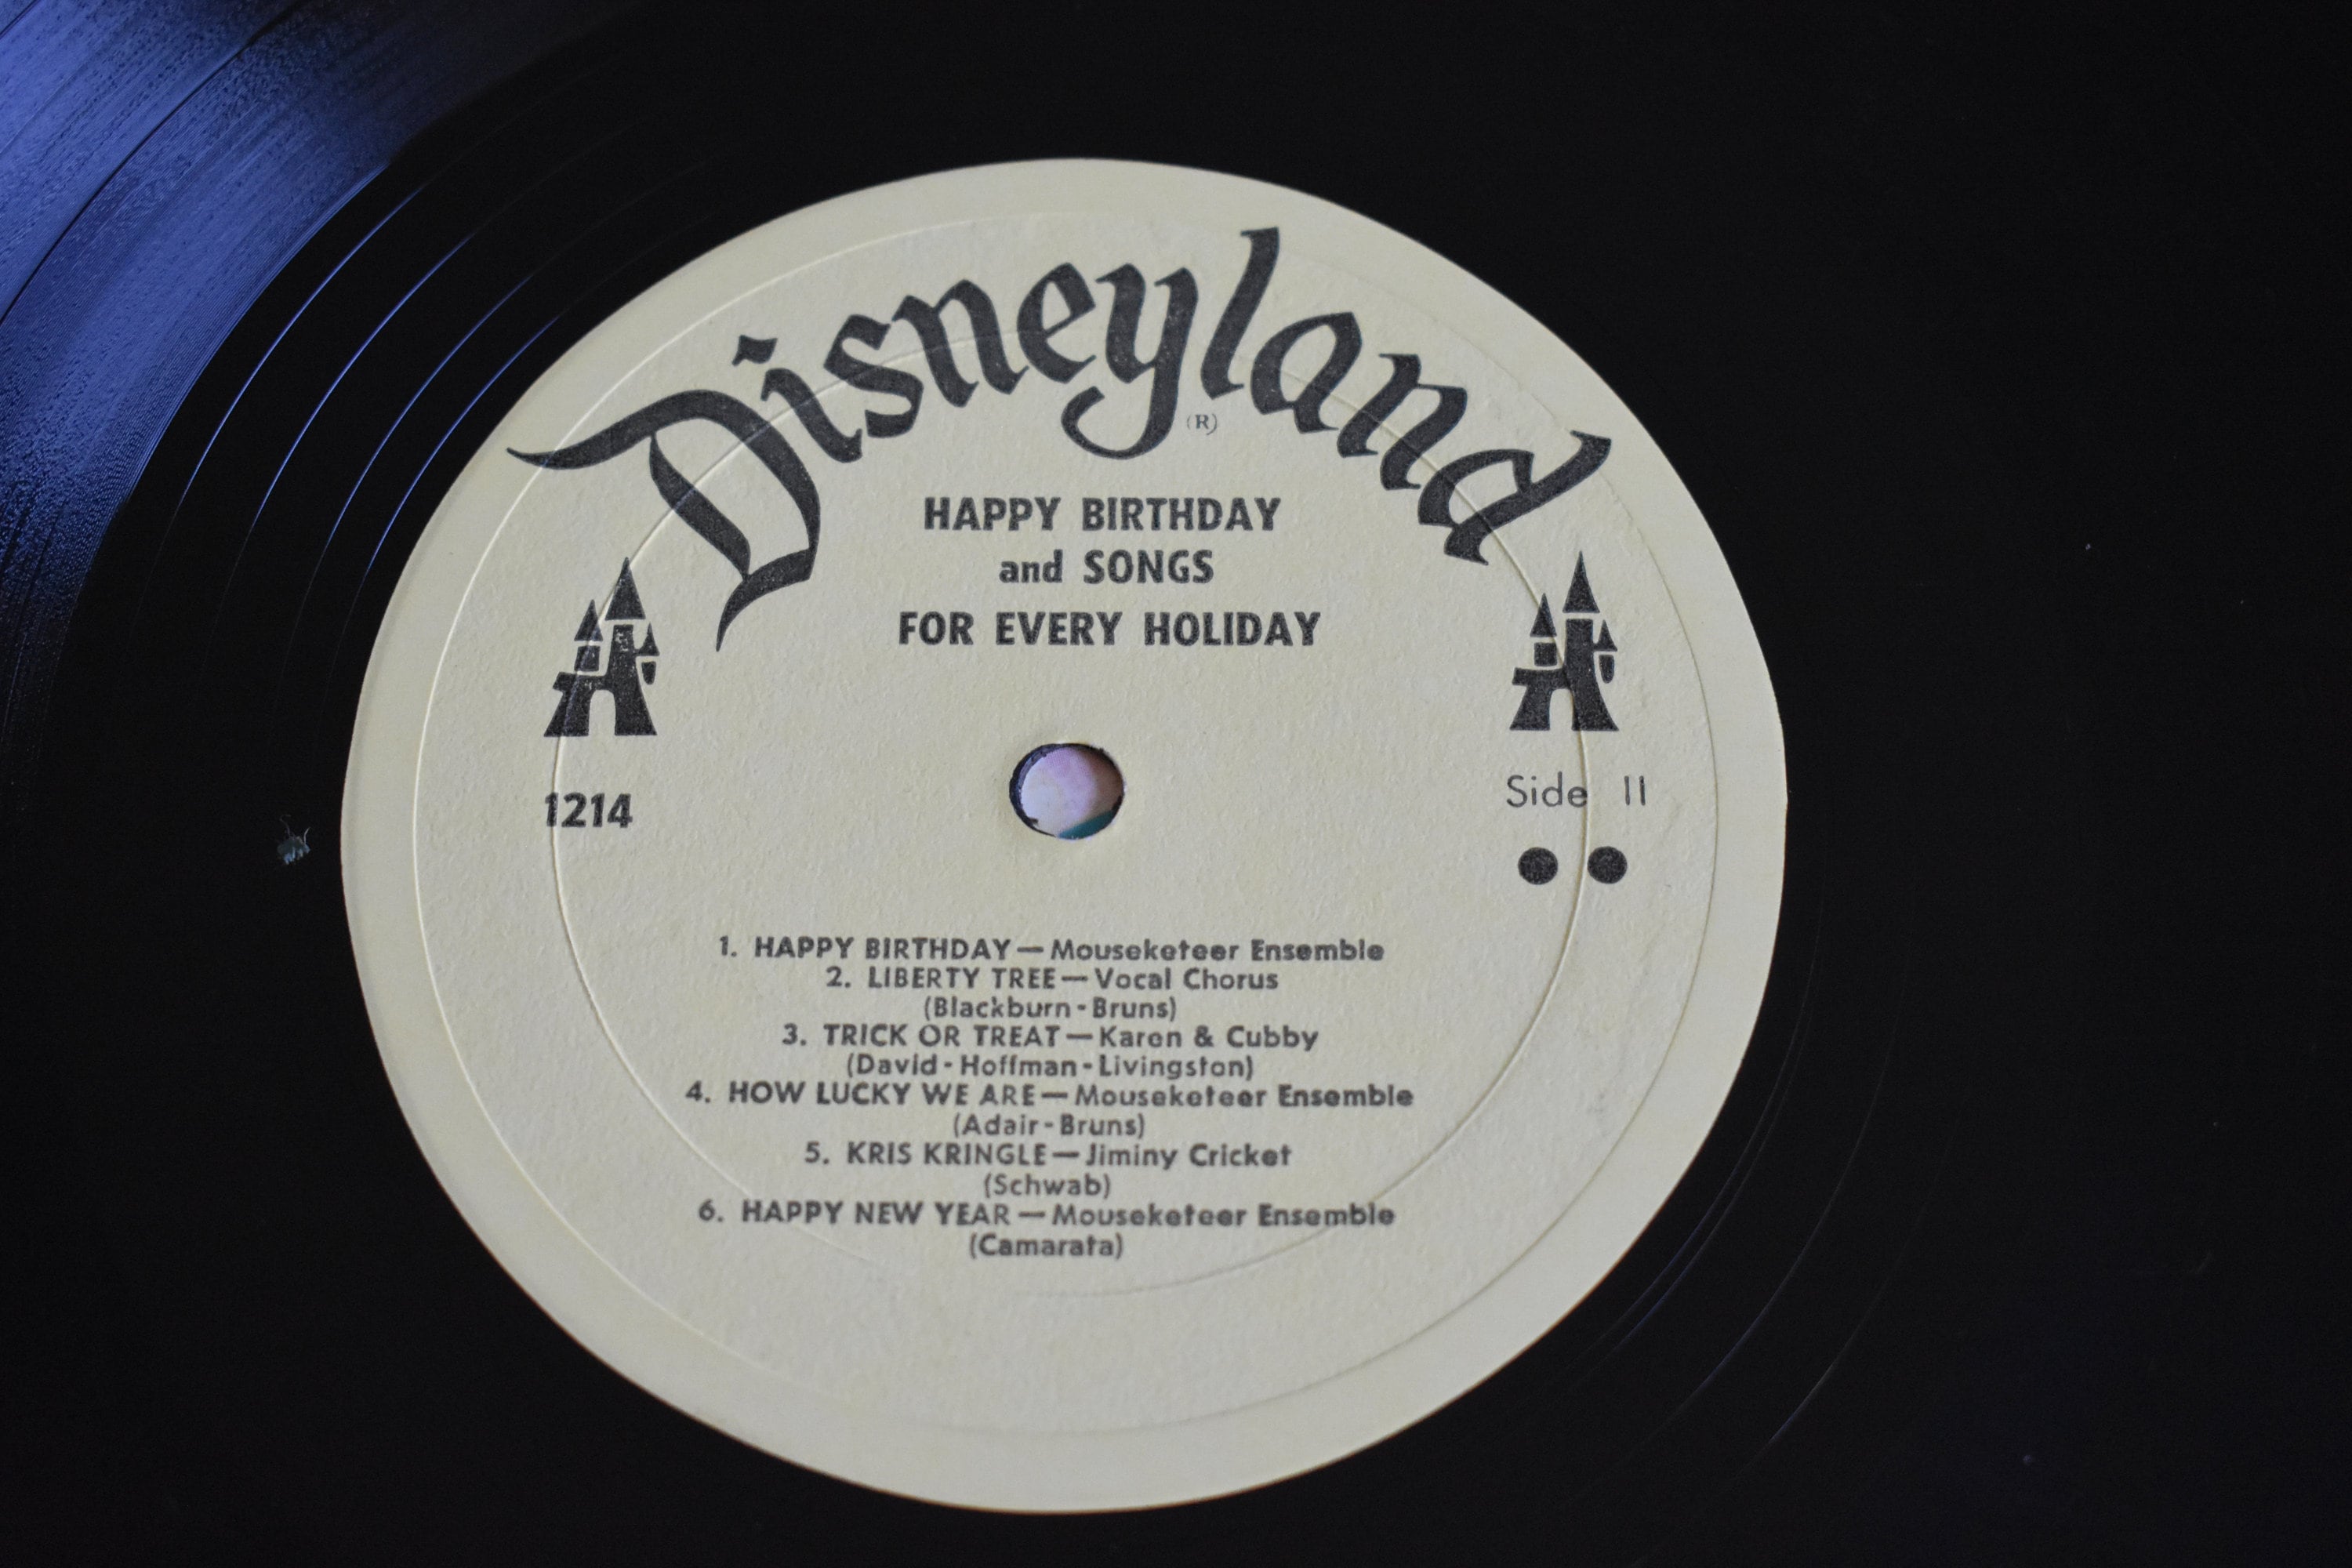 Disneyland
(R)
HAPPY BIRTHDAY
and SONGS
FOR EVERY HOLIDAY
1214
Side II
1. HAPPY BIRTHDAY—Mouseketeer Ensemble
2. LIBERTY TREE—Vocal Chorus
(Blackburn-Bruns)
3. TRICK OR TREAT—Karen & Cubby
(David-Hoffman-Livingston)
4. HOW LUCKY WE ARE—Mouseketeer Ensemble
(Adair-Bruns)
5. KRIS KRINGLE—Jiminy Cricket
(Schwab)
6. HAPPY NEW YEAR—Mouseketeer Ensemble
(Camarata)